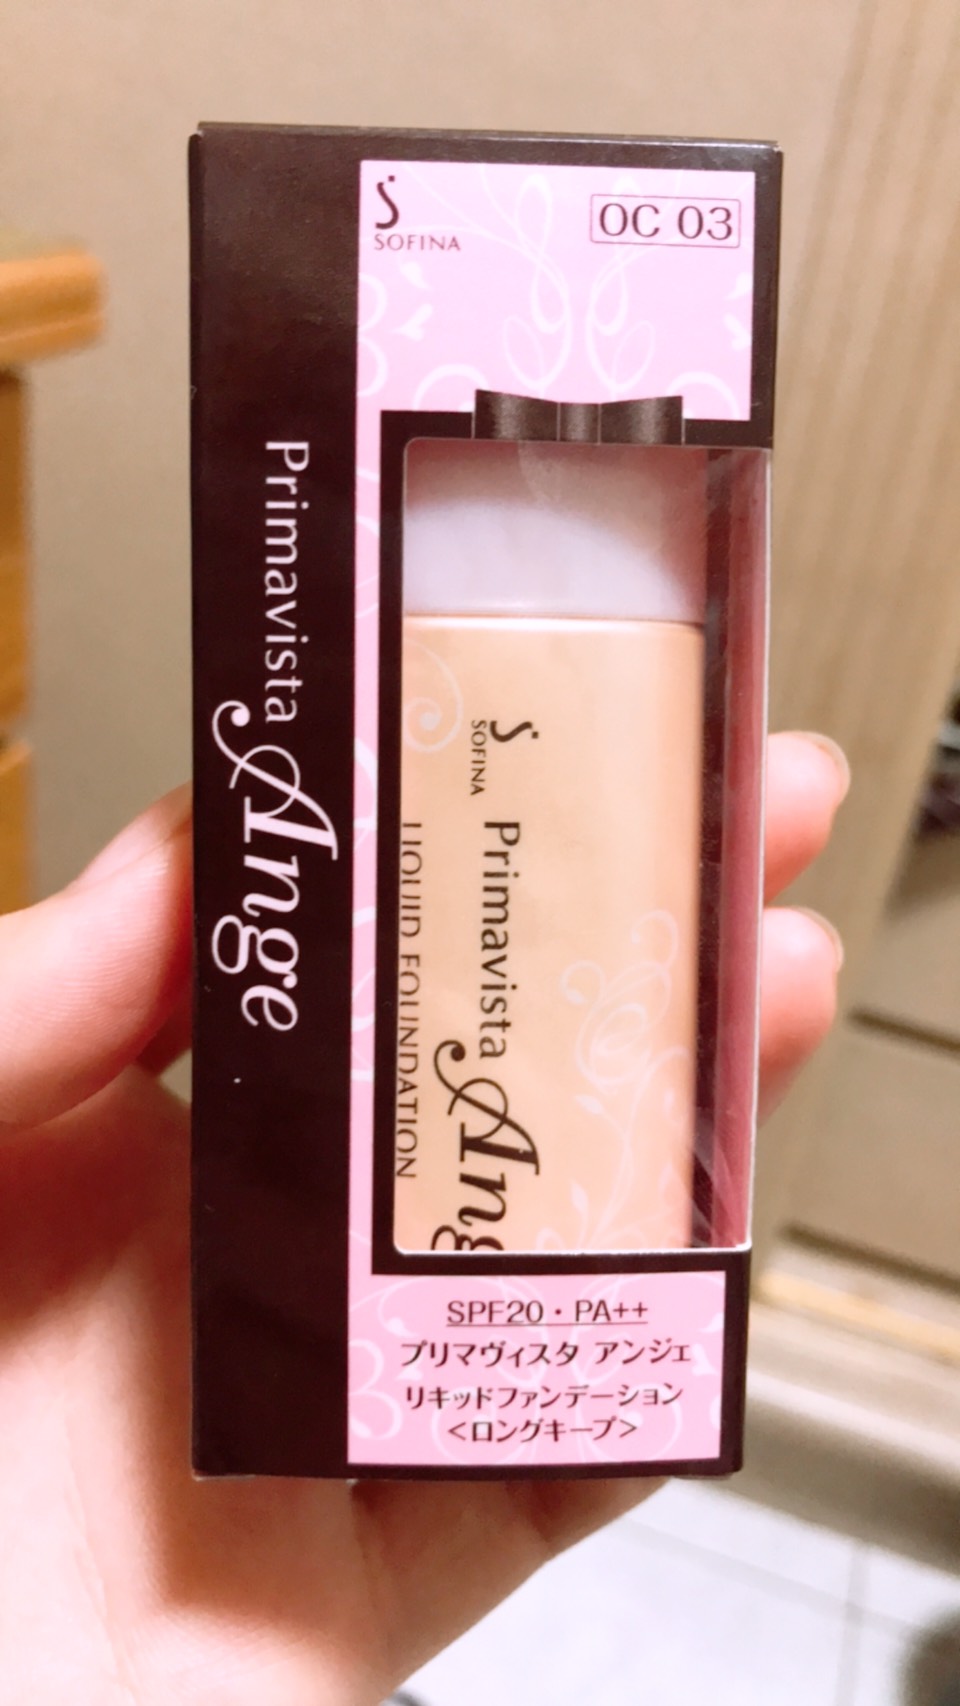 SOFINA
OC 03
Primavista
Ange
SOFINA
Primavista
Ang
LIQUID FOUNDATION
SPF20・PA++
プリマヴィスタ アンジェ
リキッドファンデーション
<ロングキープ>